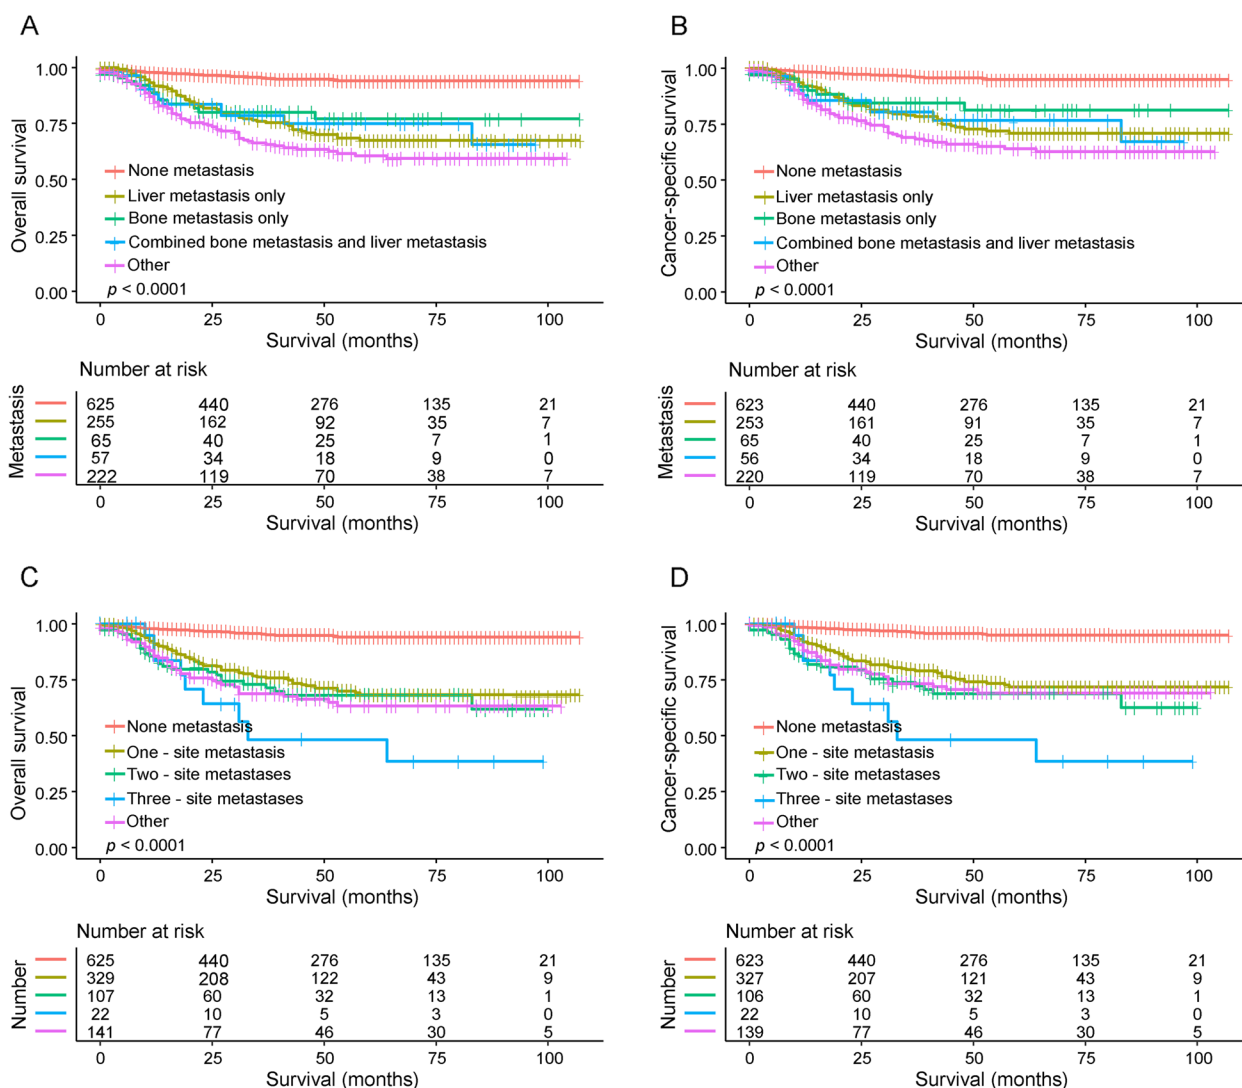 A
1.00
0.75
0.50
0.25
0.00
Overall survival
None metastasis
Liver metastasis only
Bone metastasis only
Combined bone metastasis and liver metastasis
Other
p < 0.0001
0 25 50 75 100
Survival (months)
Number at risk
Metastasis
625 440 276 135 21
255 162 92 35 7
65 40 25 7 1
57 34 18 9 0
222 119 70 38 7
0 25 50 75 100
Survival (months)
B
1.00
0.75
0.50
0.25
0.00
Cancer-specific survival
None metastasis
Liver metastasis only
Bone metastasis only
Combined bone metastasis and liver metastasis
Other
p < 0.0001
0 25 50 75 100
Survival (months)
Number at risk
Metastasis
623 440 276 135 21
253 161 91 35 7
65 40 25 7 1
56 34 18 9 0
220 119 70 38 7
0 25 50 75 100
Survival (months)
C
1.00
0.75
0.50
0.25
0.00
Overall survival
None metastasis
One - site metastasis
Two - site metastases
Three - site metastases
Other
p < 0.0001
0 25 50 75 100
Survival (months)
Number at risk
Number
625 440 276 135 21
329 208 122 43 9
107 60 32 13 1
22 10 5 3 0
141 77 46 30 5
0 25 50 75 100
Survival (months)
D
1.00
0.75
0.50
0.25
0.00
Cancer-specific survival
None metastasis
One - site metastasis
Two - site metastases
Three - site metastases
Other
p < 0.0001
0 25 50 75 100
Survival (months)
Number at risk
Number
623 440 276 135 21
327 207 121 43 9
106 60 32 13 1
22 10 5 3 0
139 77 46 30 5
0 25 50 75 100
Survival (months)